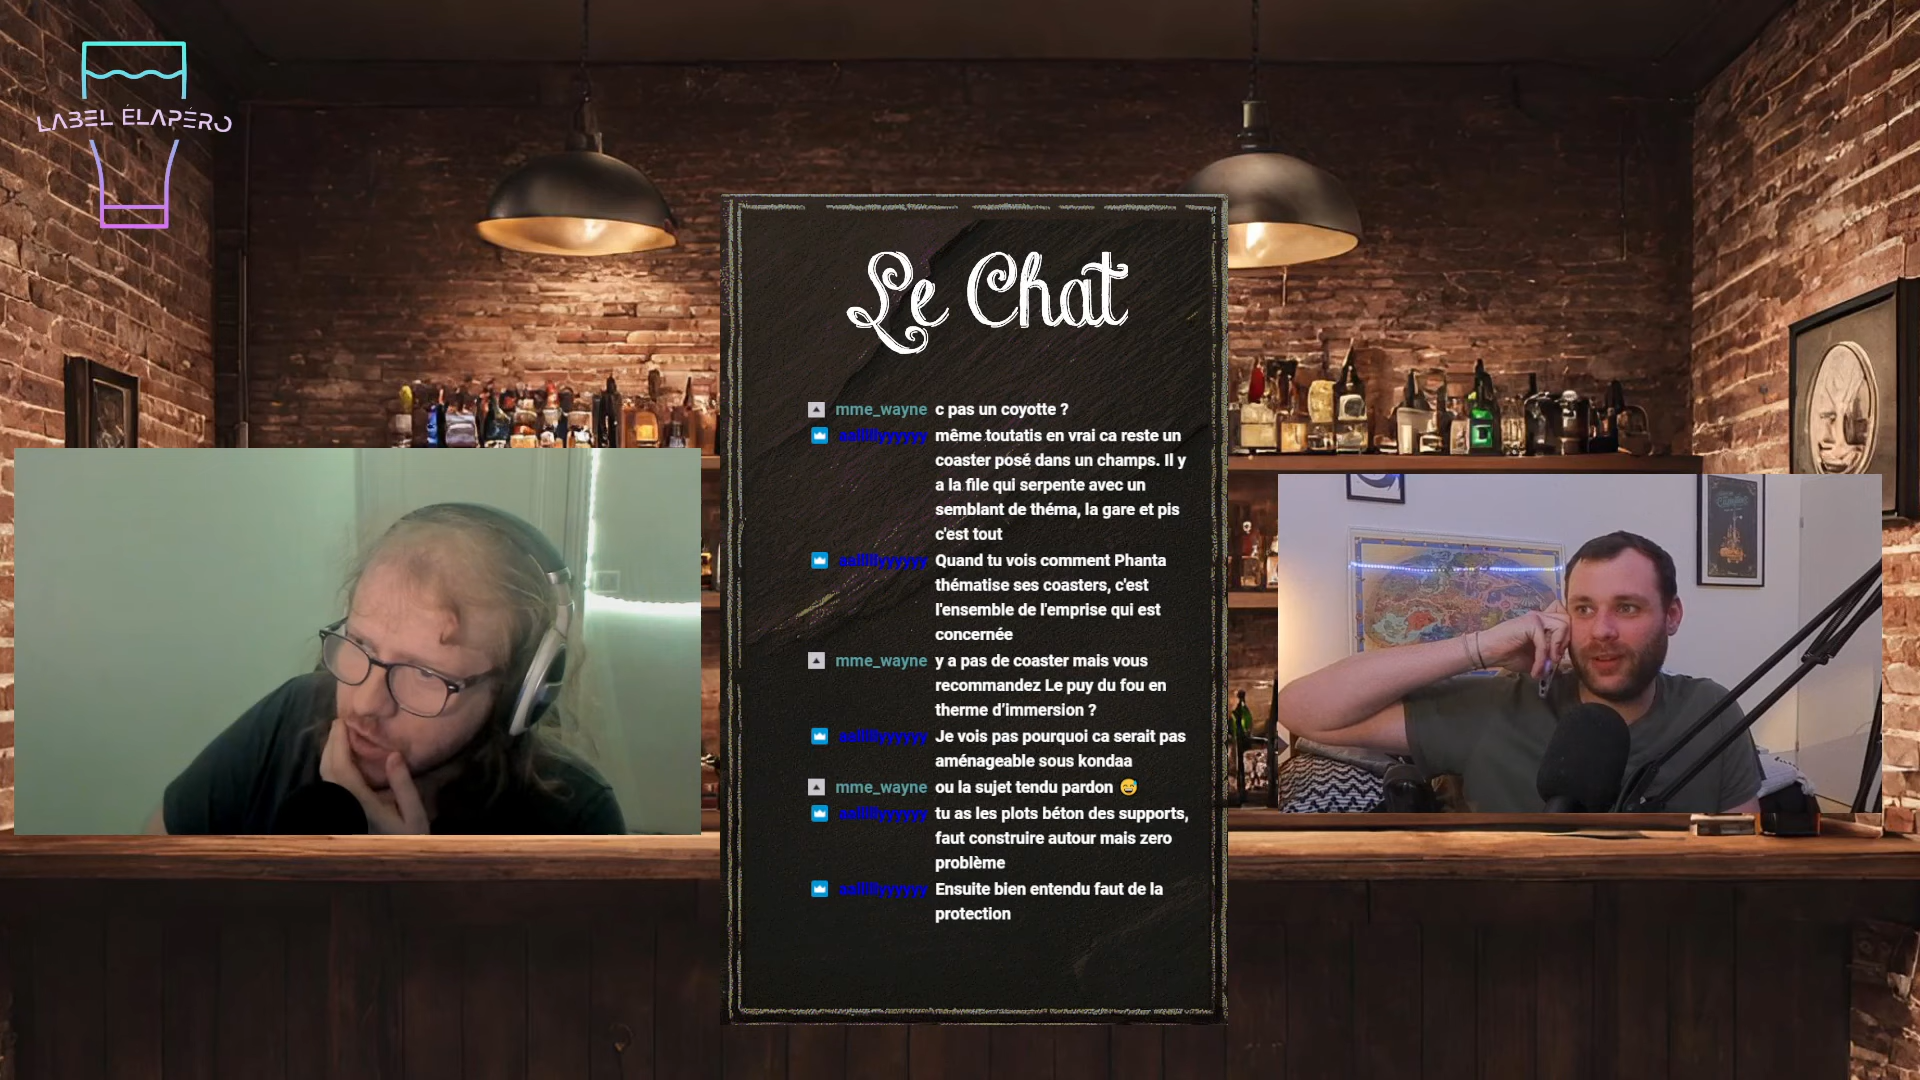 LABEL ÉLAPÉRO
Le Chat
mme_wayne c pas un coyotte ?
même toutatis en vrai ca reste un
coaster posé dans un champs. Il y
a la file qui serpente avec un
semblant de théma, la gare et pis
c'est tout
Quand tu vois comment Phanta
thématise ses coasters, c'est
l'ensemble de l'emprise qui est
concernée
mme_wayne y a pas de coaster mais vous
recommandez Le puy du fou en
therme d'immersion ?
Je vois pas pourquoi ca serait pas
aménageable sous kondaa
mme_wayne ou la sujet tendu pardon 😅
tu as les plots béton des supports,
faut construire autour mais zero
problème
Ensuite bien entendu faut de la
protection